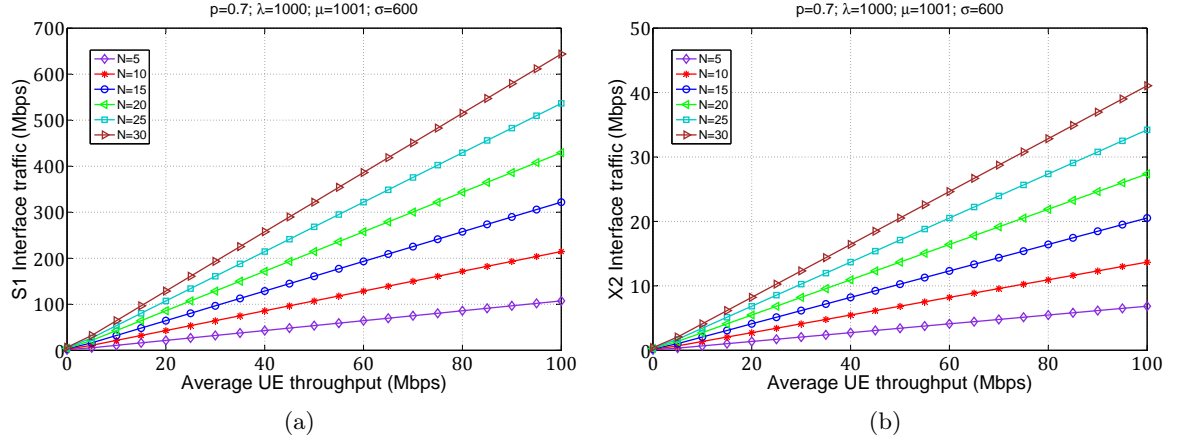 p=0.7; λ=1000; μ=1001; σ=600
700
600
500
400
300
200
100
0
S1 Interface traffic (Mbps)
N=5
N=10
N=15
N=20
N=25
N=30
0 20 40 60 80 100
Average UE throughput (Mbps)
(a)
p=0.7; λ=1000; μ=1001; σ=600
50
40
30
20
10
0
X2 Interface traffic (Mbps)
N=5
N=10
N=15
N=20
N=25
N=30
0 20 40 60 80 100
Average UE throughput (Mbps)
(b)